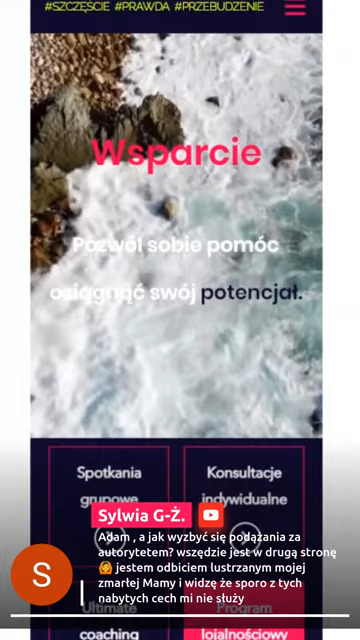 #SZCZĘŚCIE #PRAWDA #PRZEBUDZENIE
Wsparcie
Pozwól sobie pomóc
osiągnąć swój potencjał.
Spotkania
grupowe
Konsultacje
indywidualne
Sylwia G-Ż.
Adam , a jak wyzbyć się podążania za
autorytetem? wszędzie jest w drugą stronę
🙆 jestem odbiciem lustrzanym mojej
zmarłej Mamy i widzę że sporo z tych
nabytych cech mi nie służy
S
Ultimate
coaching
Program
lojalnościowy